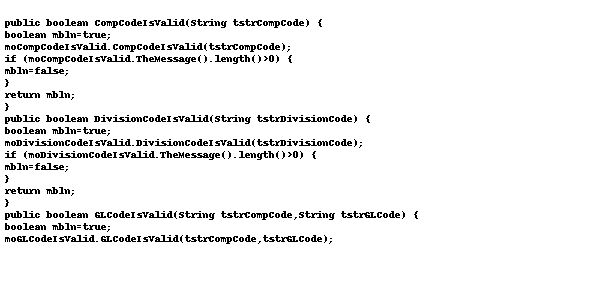 public boolean CompCodeIsValid(String tstrCompCode) {
boolean mbln=true;
moCompCodeIsValid.CompCodeIsValid(tstrCompCode);
if (moCompCodeIsValid.TheMessage().length()>0) {
mbln=false;
}
return mbln;
}
public boolean DivisionCodeIsValid(String tstrDivisionCode) {
boolean mbln=true;
moDivisionCodeIsValid.DivisionCodeIsValid(tstrDivisionCode);
if (moDivisionCodeIsValid.TheMessage().length()>0) {
mbln=false;
}
return mbln;
}
public boolean GLCodeIsValid(String tstrCompCode,String tstrGLCode) {
boolean mbln=true;
moGLCodeIsValid.GLCodeIsValid(tstrCompCode,tstrGLCode);